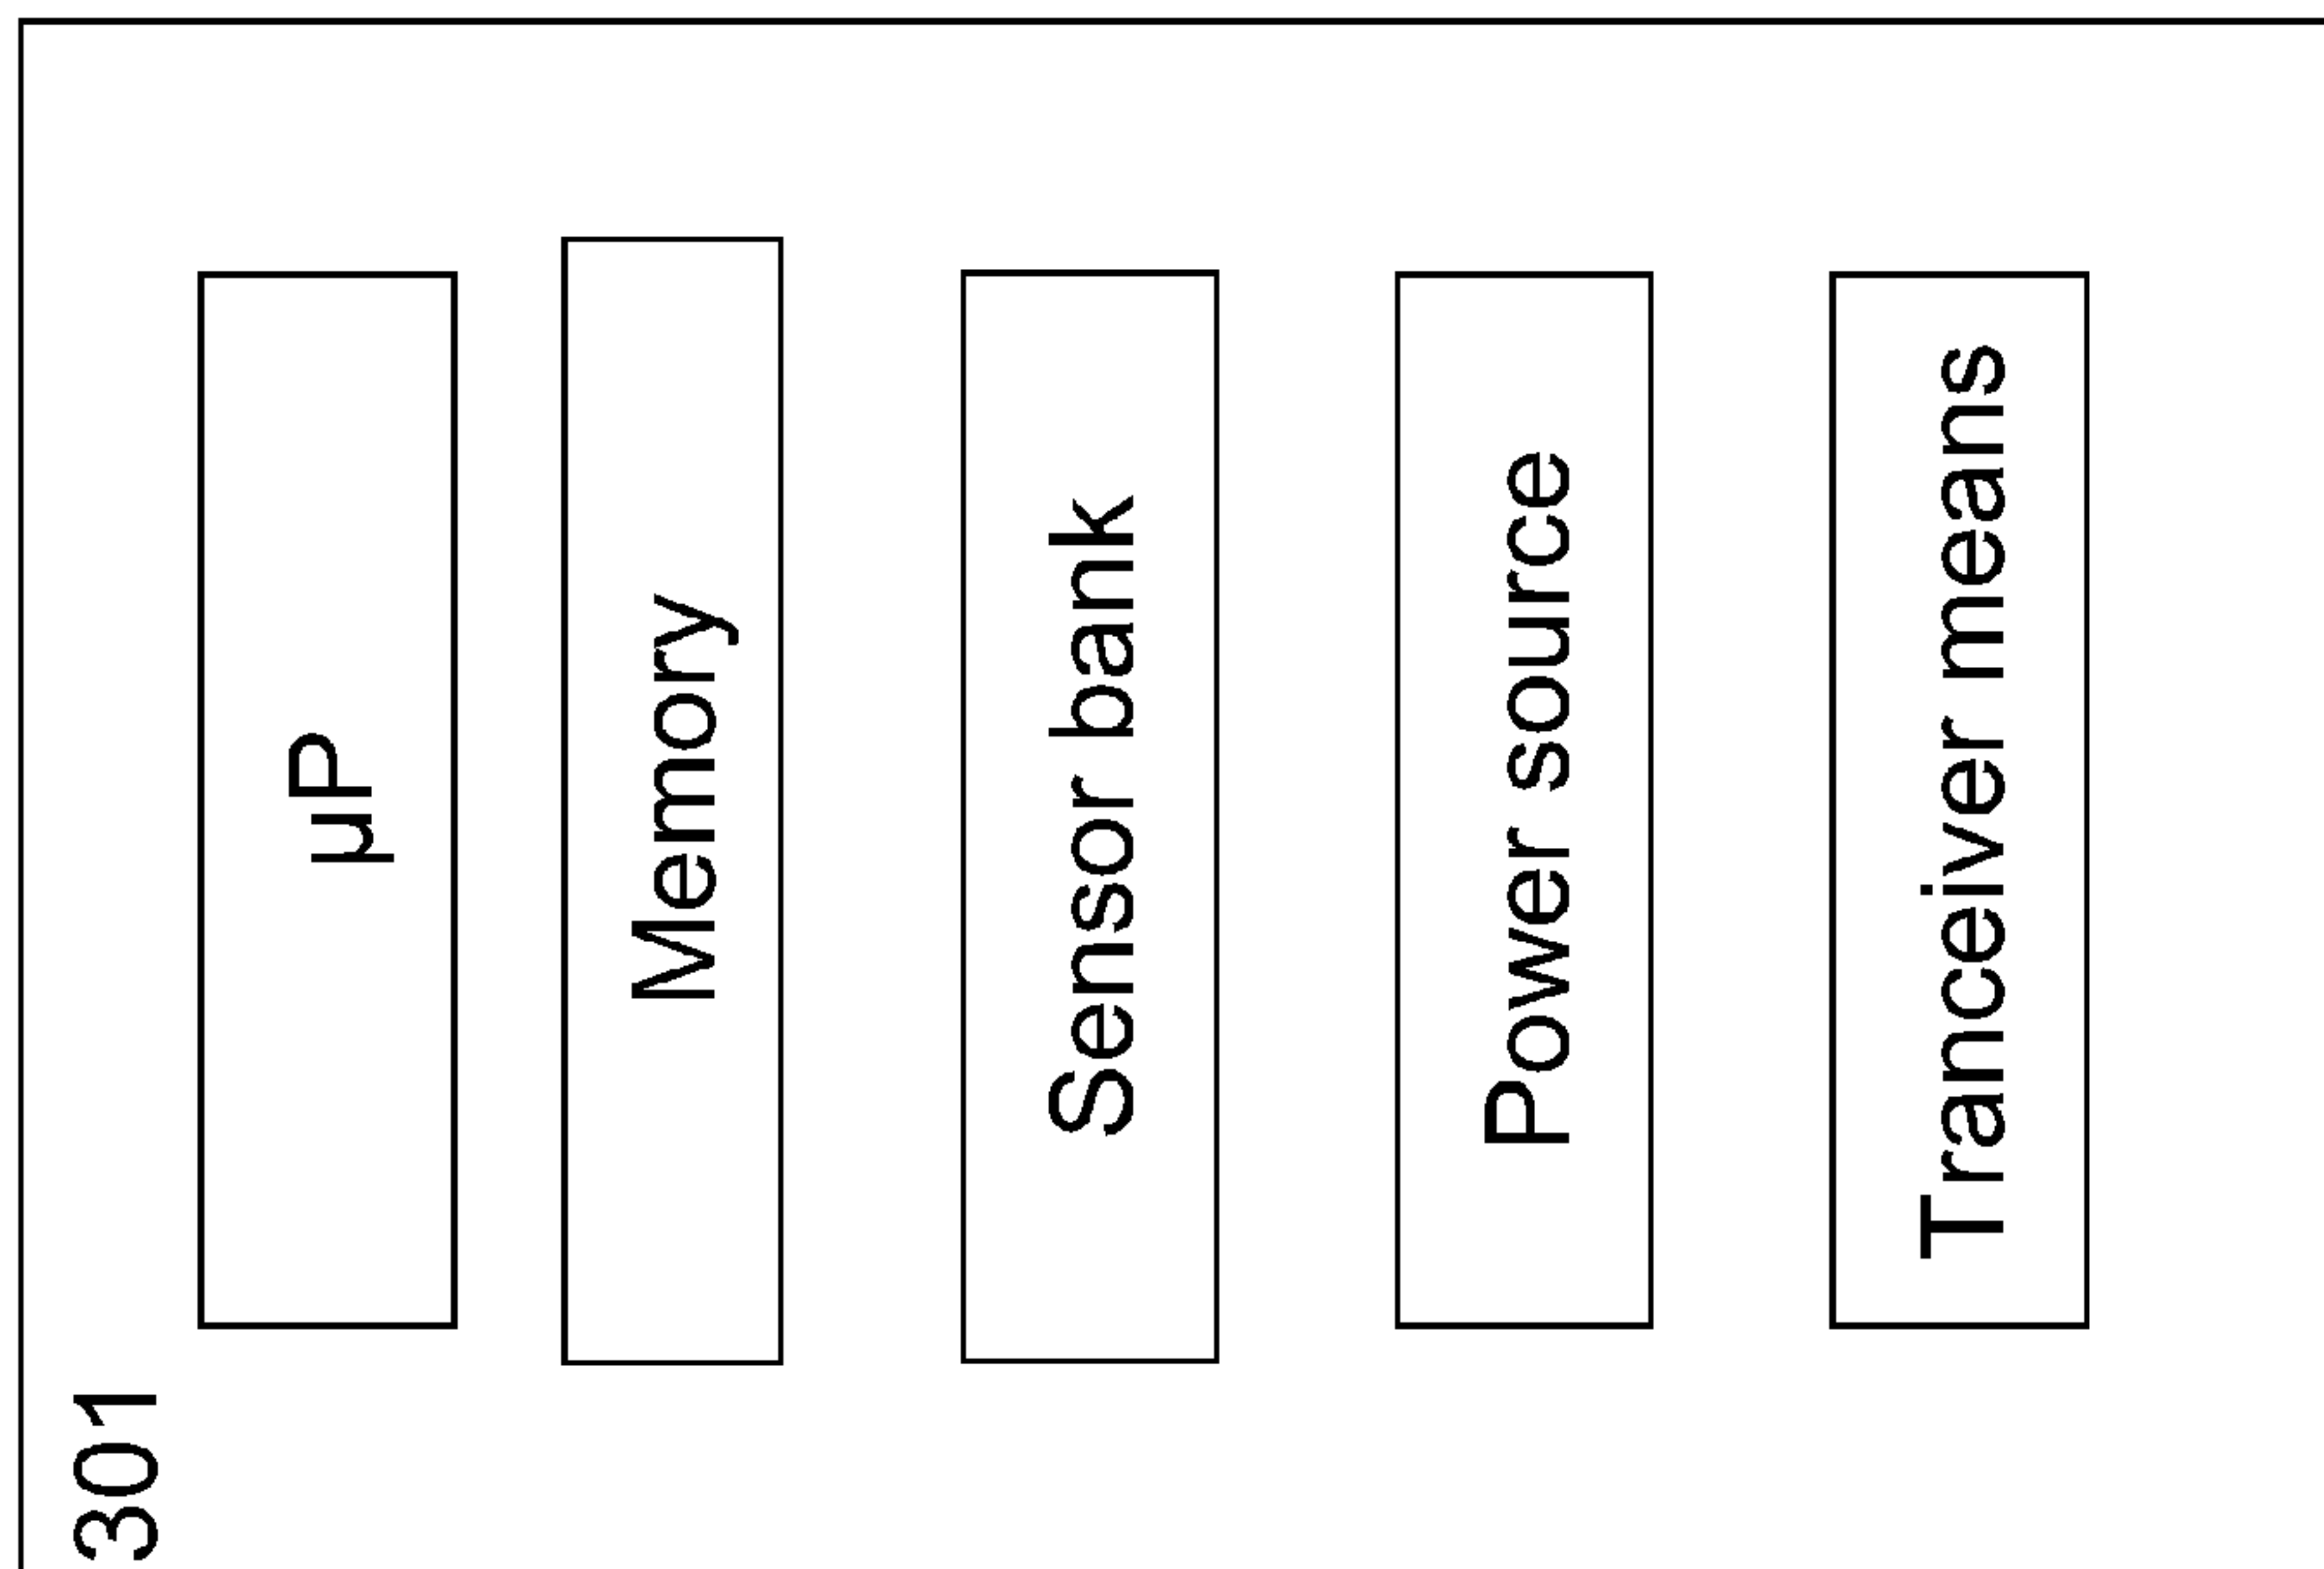 301
µP
Memory
Sensor bank
Power source
Tranceiver means